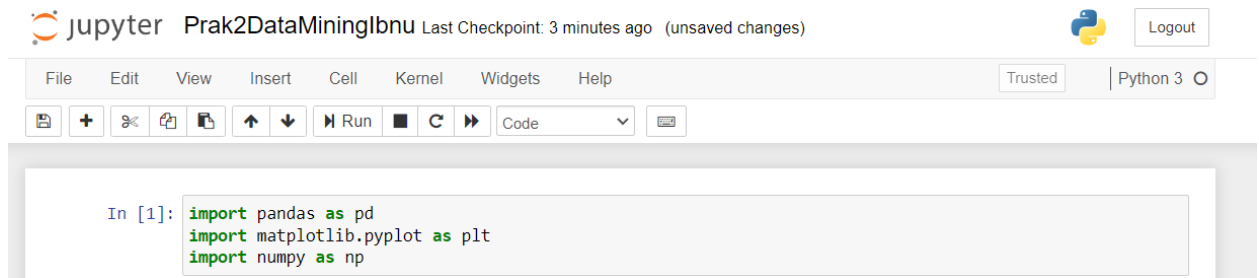 jupyter Prak2DataMiningIbnu Last Checkpoint: 3 minutes ago (unsaved changes) Logout
File Edit View Insert Cell Kernel Widgets Help Trusted Python 3
Run Code
In [1]: import pandas as pd
import matplotlib.pyplot as plt
import numpy as np